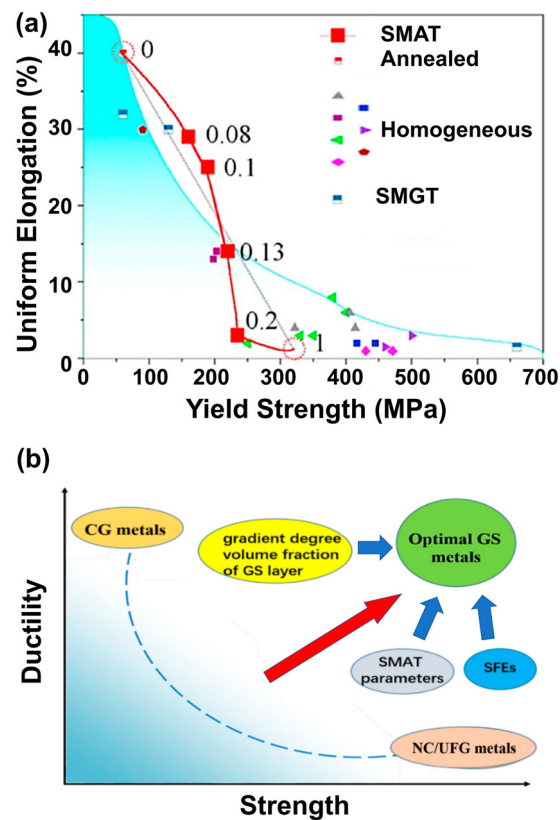 (a)
SMAT
Annealed
Homogeneous
SMGT
40
30
20
10
0
0
0.08
0.1
0.13
0.2
1
0 100 200 300 400 500 600 700
Uniform Elongation (%)
Yield Strength (MPa)
(b)
CG metals
gradient degree
volume fraction
of GS layer
Optimal GS
metals
SMAT
parameters
SFEs
NC/UFG metals
Ductility
Strength